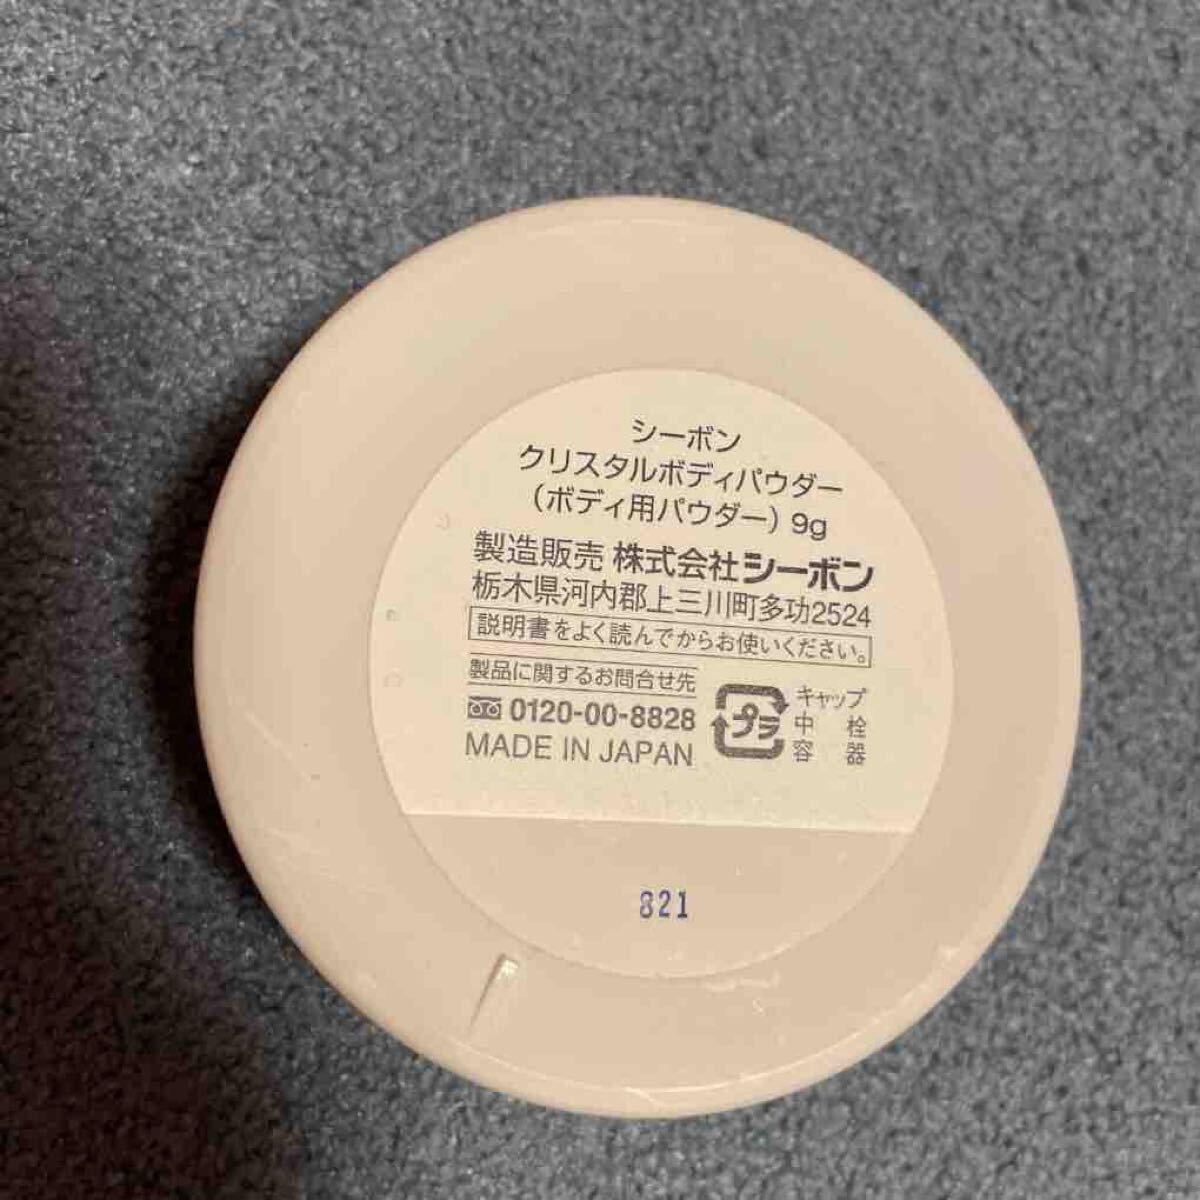 シーボン
クリスタルボディパウダー
（ボディ用パウダー）9g
製造販売 株式会社シーボン
栃木県河内郡上三川町多功2524
説明書をよく読んでからお使いください。
製品に関するお問合せ先
0120-00-8828
MADE IN JAPAN
プラ
キャップ
中栓
容器
821